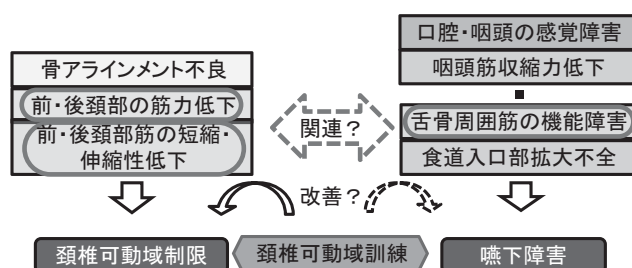 口腔・咽頭の感覚障害
咽頭筋収縮力低下
骨アラインメント不良
前・後頚部の筋力低下
前・後頚部筋の短縮・
伸縮性低下
関連？
舌骨周囲筋の機能障害
食道入口部拡大不全
改善？
頚椎可動域制限
頚椎可動域訓練
嚥下障害